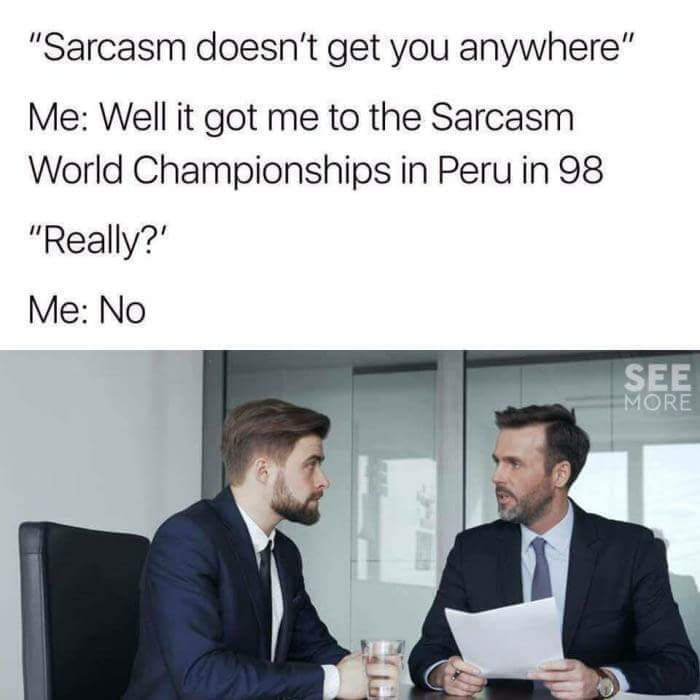 "Sarcasm doesn't get you anywhere"
Me: Well it got me to the Sarcasm
World Championships in Peru in 98
"Really?'
Me: No
SEE
MORE